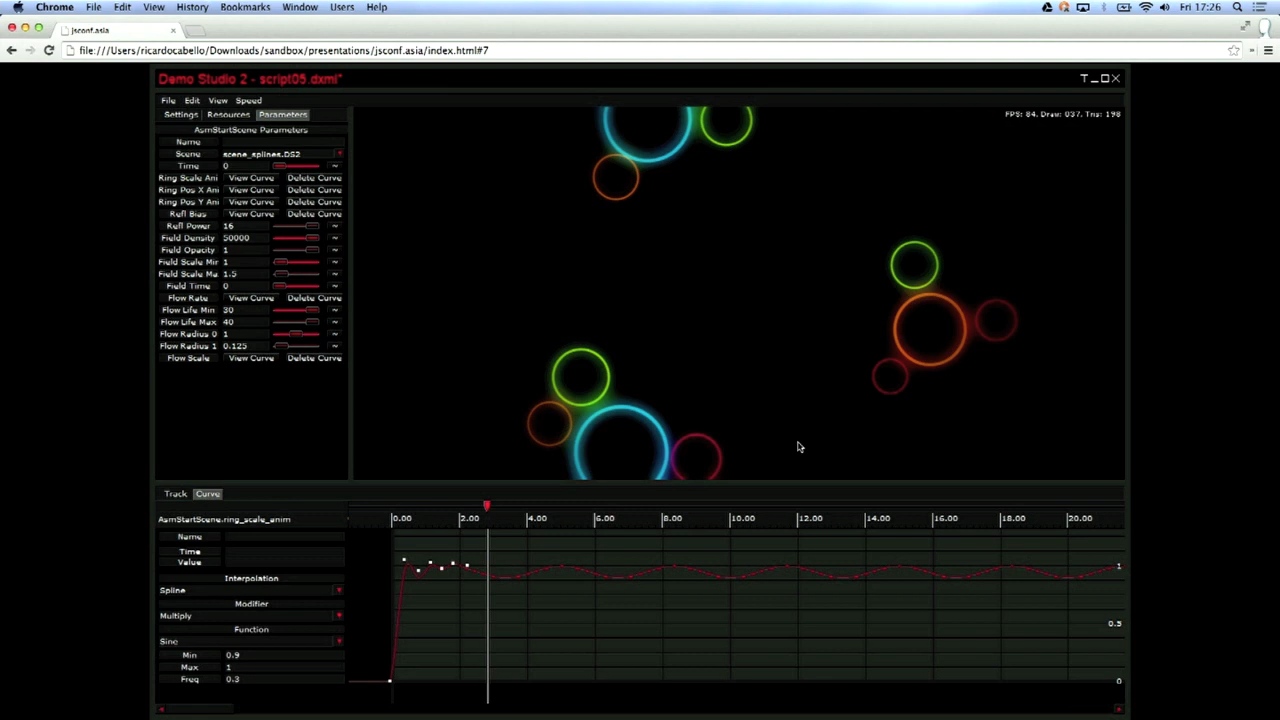 Chrome File Edit View History Bookmarks Window Users Help Fri 17:26
jsconf.asia
file:///Users/ricardocabello/Downloads/sandbox/presentations/jsconf.asia/index.html#7
Demo Studio 2 - script05.dxml*
File Edit View Speed
Settings Resources Parameters
FPS: 84, Draw: 037, Tns: 198
AsmStartScene Parameters
Name
Scene scene_splines.DS2
Time 0
Ring Scale Ani View Curve Delete Curve
Ring Pos X Ani View Curve Delete Curve
Ring Pos Y Ani View Curve Delete Curve
Refl Bias View Curve Delete Curve
Refl Power 16
Field Density 50000
Field Opacity 1
Field Scale Min 1
Field Scale Ma 1.5
Field Time 0
Flow Rate View Curve Delete Curve
Flow Life Min 30
Flow Life Max 40
Flow Radius 0 1
Flow Radius 1 0.125
Flow Scale View Curve Delete Curve
Track Curve
AsmStartScene.ring_scale_anim
0.00 2.00 4.00 6.00 8.00 10.00 12.00 14.00 16.00 18.00 20.00
Name
Time
Value
Interpolation
Spline
Modifier
Multiply
Function
Sine
Min 0.9
Max 1
Freq 0.3
1
0.5
0